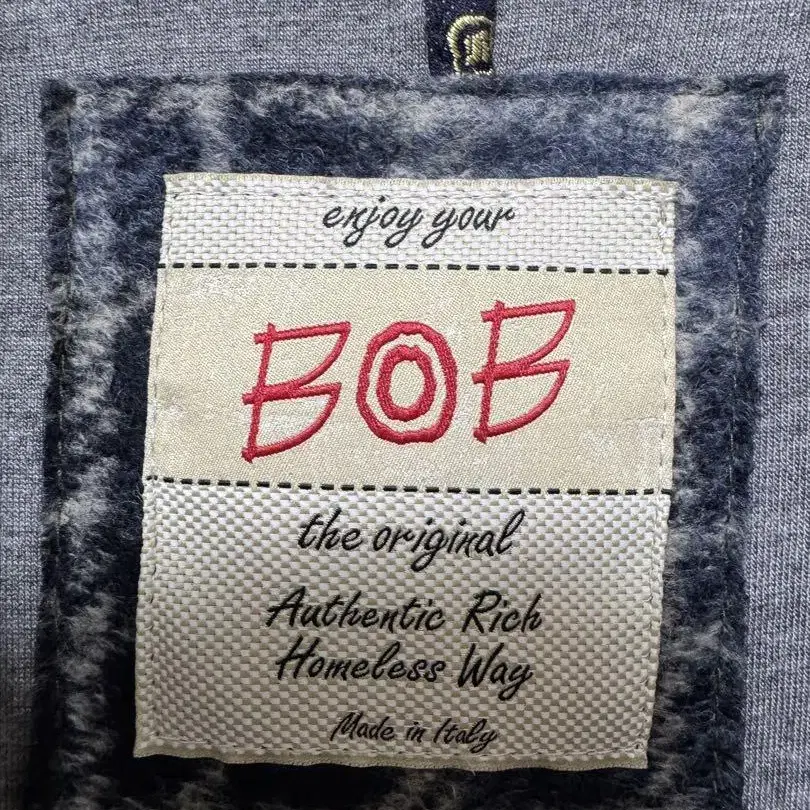 enjoy your
BOB
the original
Authentic Rich
Homeless Way
Made in Italy